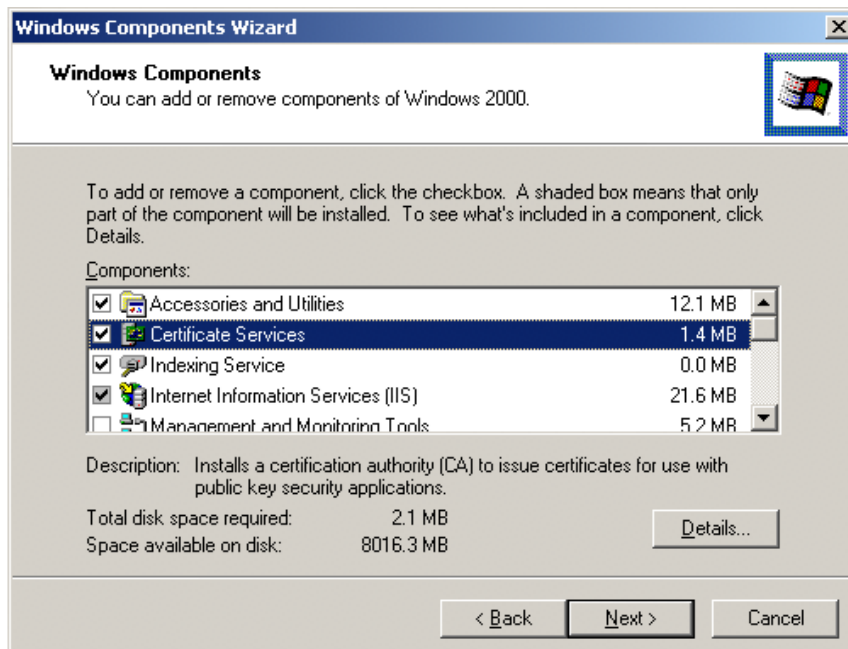 Windows Components Wizard
Windows Components
You can add or remove components of Windows 2000.
To add or remove a component, click the checkbox. A shaded box means that only
part of the component will be installed. To see what's included in a component, click
Details.
Components:
Accessories and Utilities 12.1 MB
Certificate Services 1.4 MB
Indexing Service 0.0 MB
Internet Information Services (IIS) 21.6 MB
Management and Monitoring Tools 5.2 MB
Description: Installs a certification authority (CA) to issue certificates for use with
public key security applications.
Total disk space required: 2.1 MB
Space available on disk: 8016.3 MB
Details...
< Back Next > Cancel